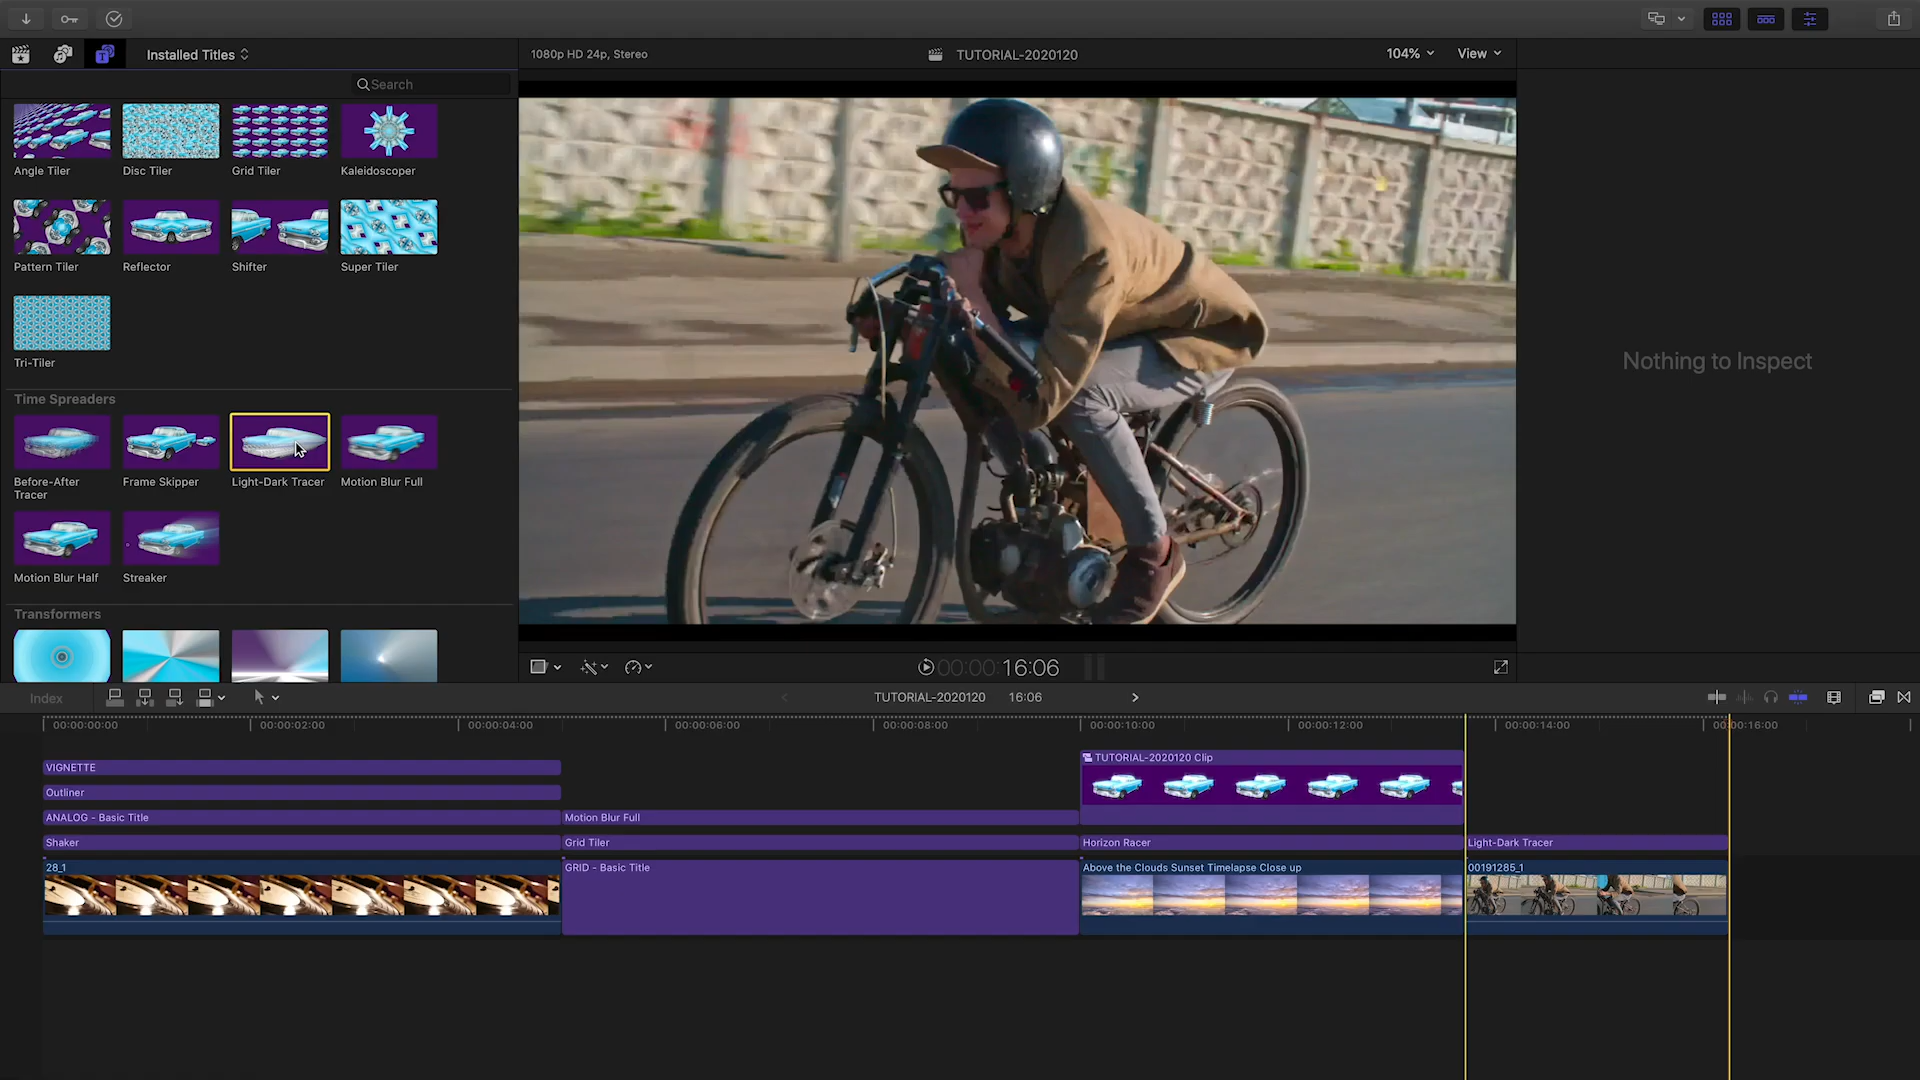 Installed Titles
1080p HD 24p, Stereo
TUTORIAL-2020120
104%
View
Search
Angle Tiler
Disc Tiler
Grid Tiler
Kaleidoscoper
Pattern Tiler
Reflector
Shifter
Super Tiler
Tri-Tiler
Nothing to Inspect
Time Spreaders
Before-After
Tracer
Frame Skipper
Light-Dark Tracer
Motion Blur Full
Motion Blur Half
Streaker
Transformers
00:00:00:16:06
Index
TUTORIAL-2020120
16:06
00:00:00:00
00:00:02:00
00:00:04:00
00:00:06:00
00:00:08:00
00:00:10:00
00:00:12:00
00:00:14:00
00:00:16:00
VIGNETTE
TUTORIAL-2020120 Clip
Outliner
ANALOG - Basic Title
Motion Blur Full
Shaker
Grid Tiler
Horizon Racer
Light-Dark Tracer
28_1
GRID - Basic Title
Above the Clouds Sunset Timelapse Close up
00191285_1